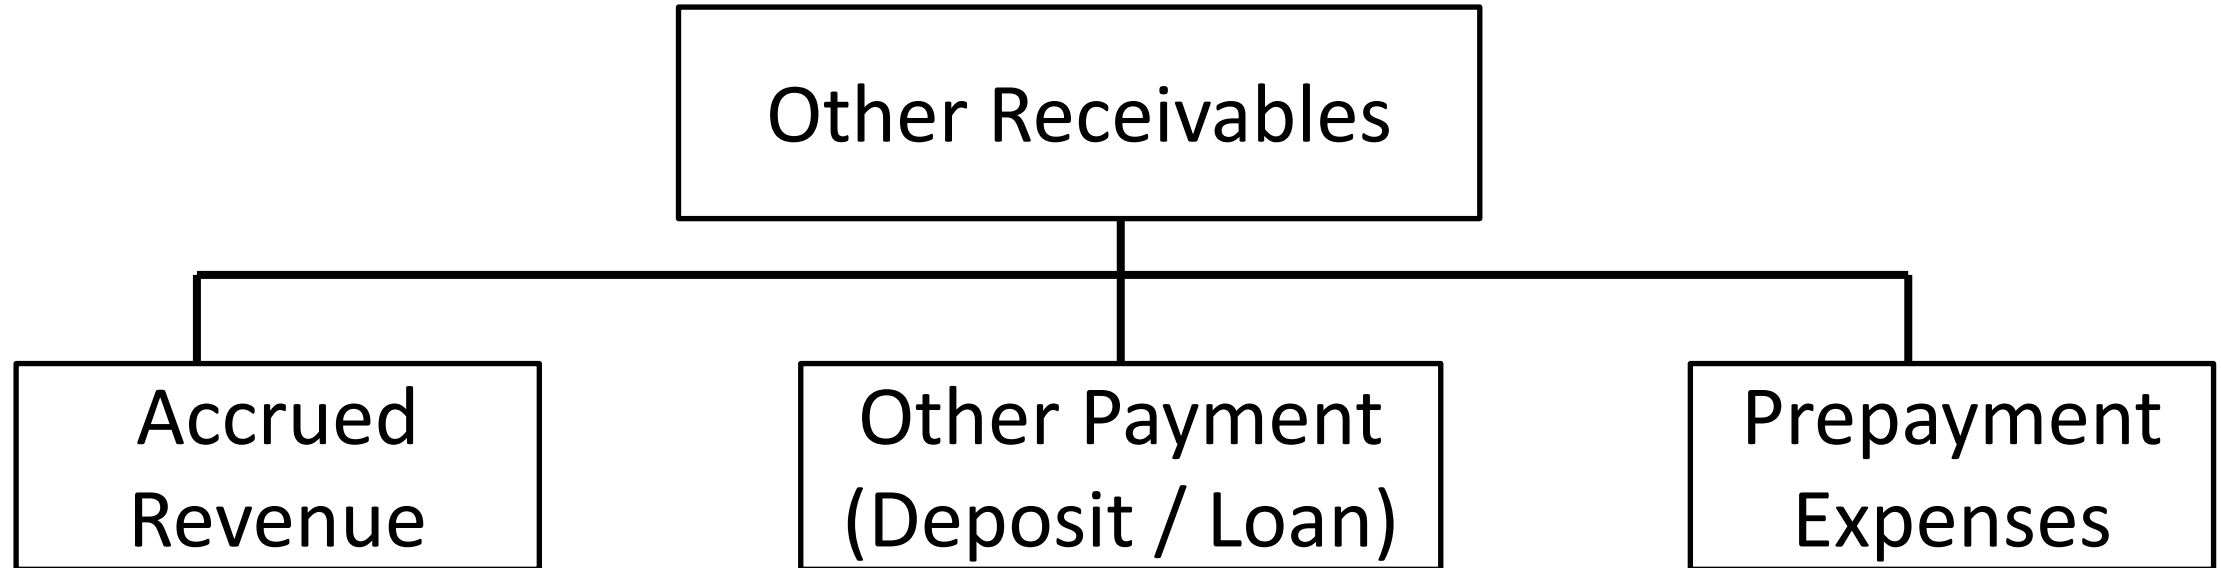 Other Receivables
Accrued
Revenue
Other Payment
(Deposit / Loan)
Prepayment
Expenses